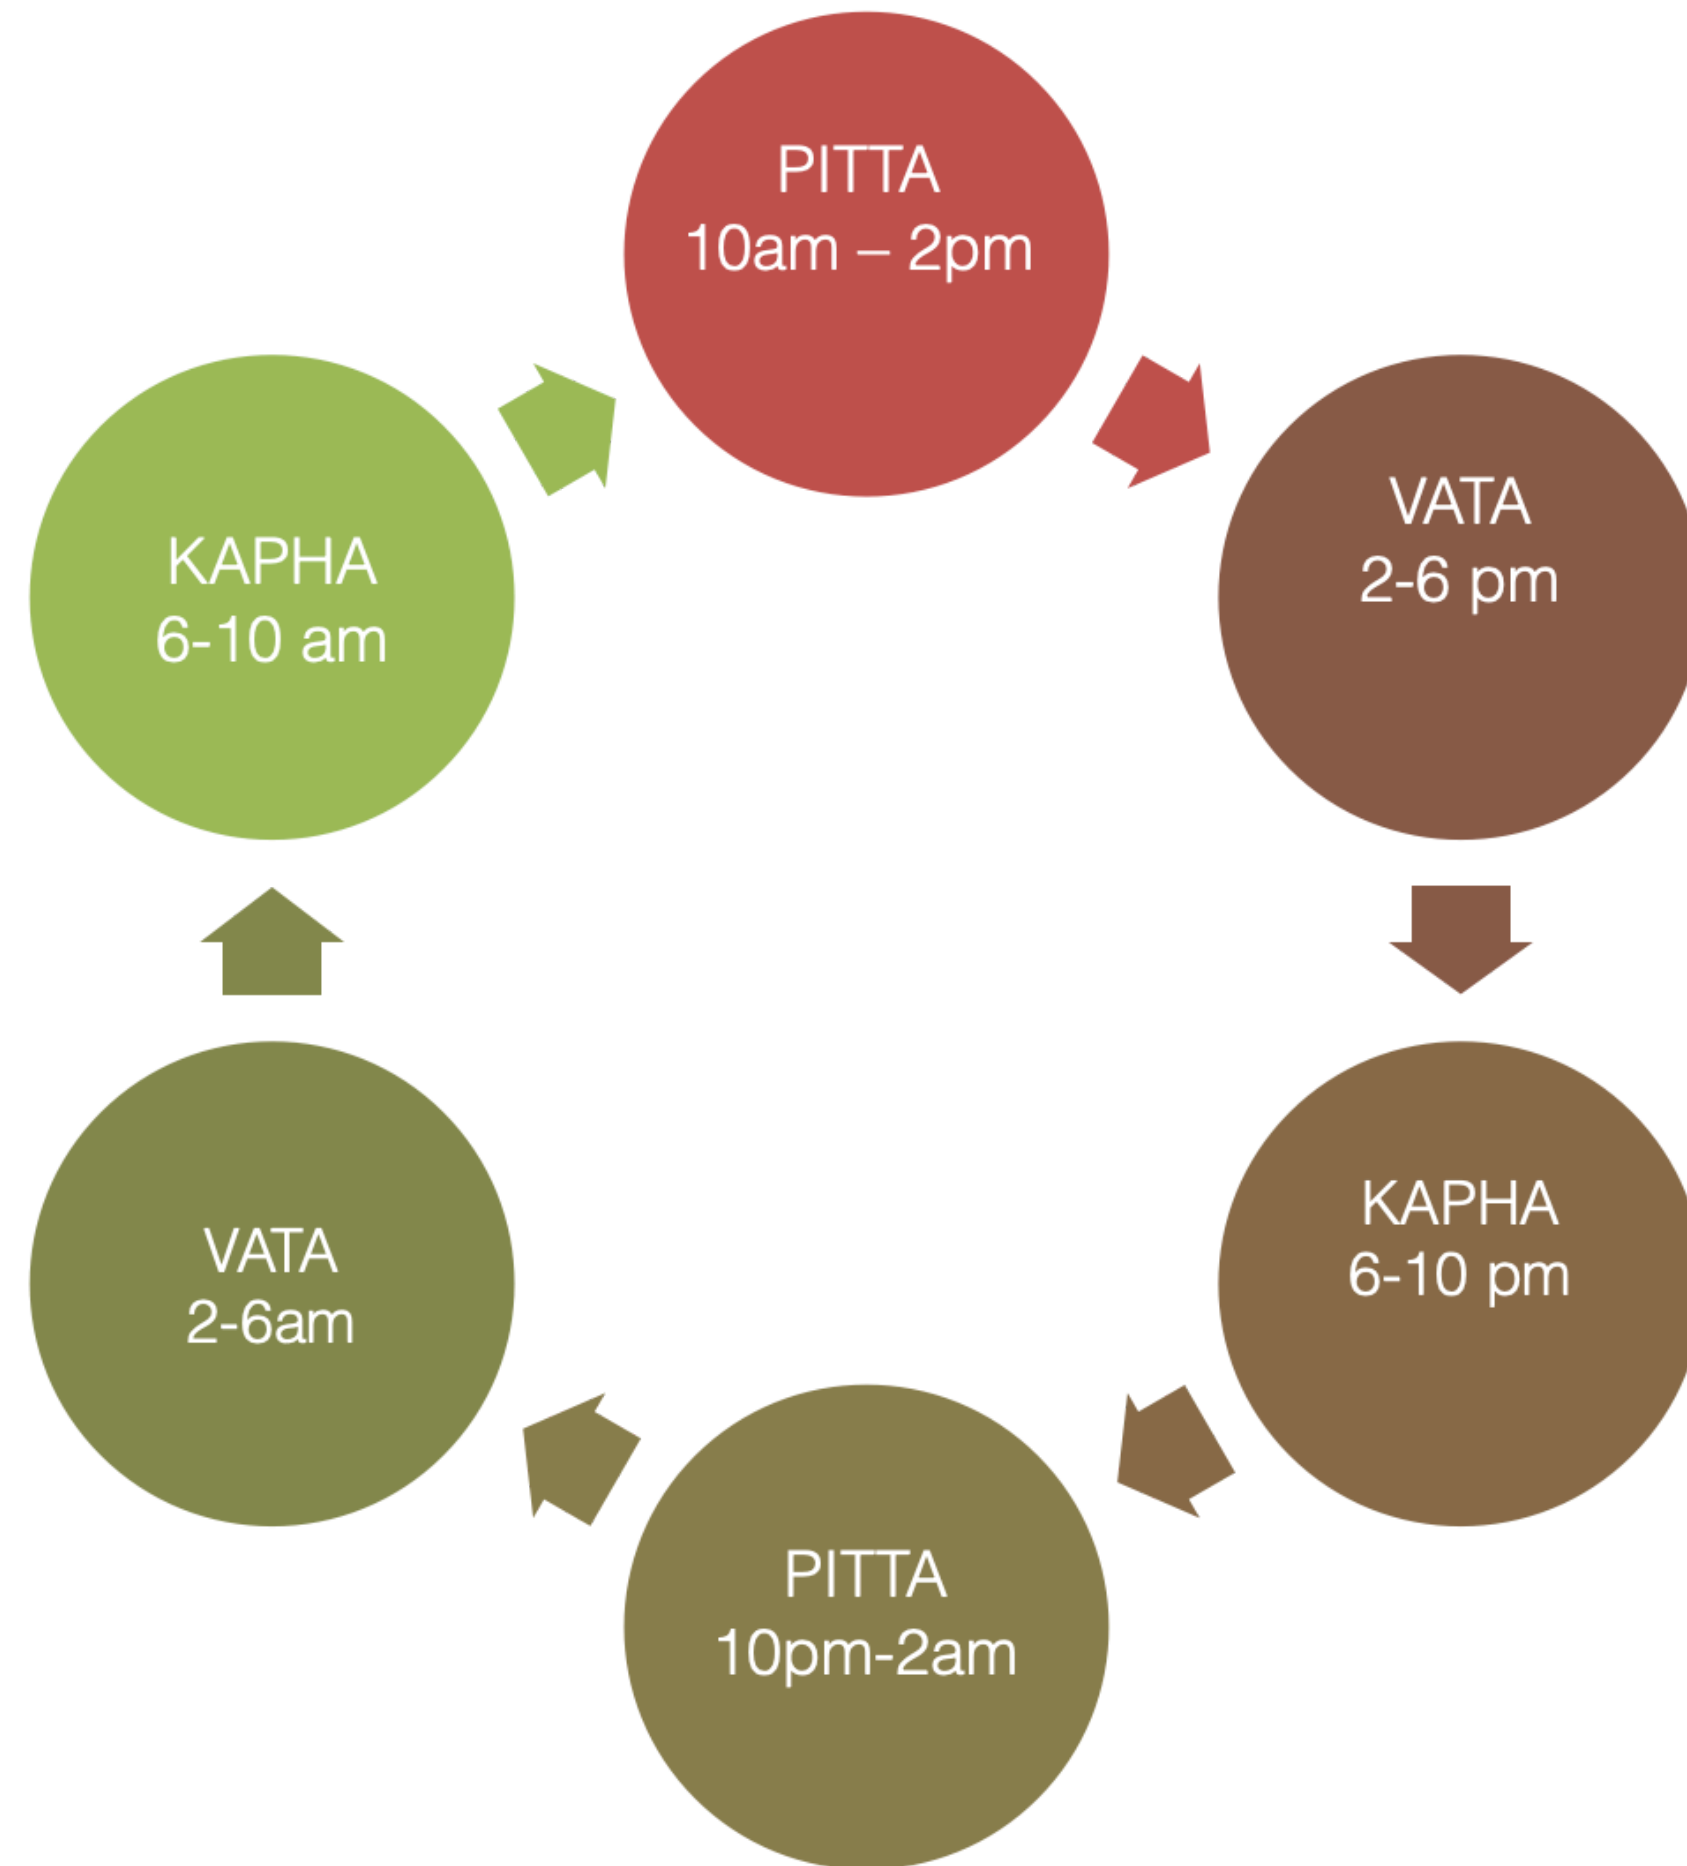 PITTA
10am – 2pm
VATA
2-6 pm
KAPHA
6-10 pm
PITTA
10pm-2am
VATA
2-6am
KAPHA
6-10 am